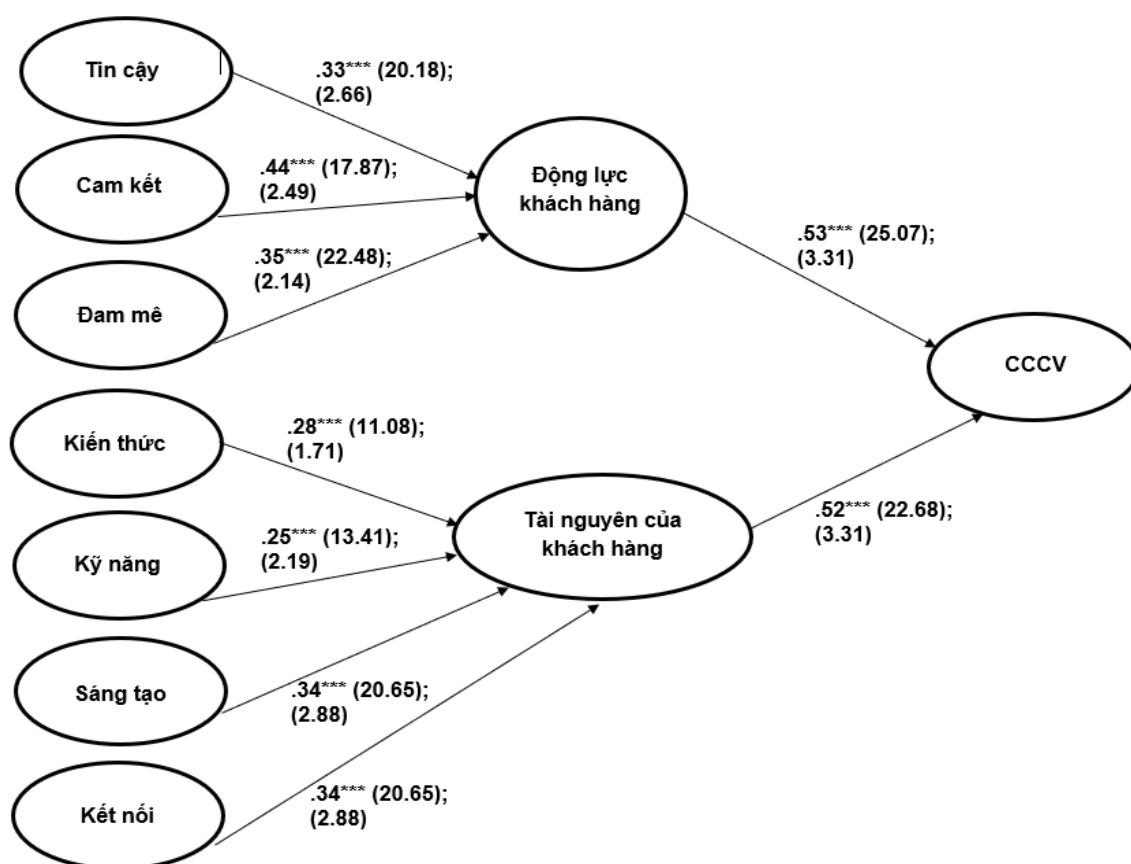 Tin cậy
.33*** (20.18);
(2.66)
Cam kết
.44*** (17.87);
(2.49)
Động lực
khách hàng
Đam mê
.35*** (22.48);
(2.14)
.53*** (25.07);
(3.31)
CCCV
Kiến thức
.28*** (11.08);
(1.71)
Kỹ năng
.25*** (13.41);
(2.19)
Tài nguyên của
khách hàng
.52*** (22.68);
(3.31)
Sáng tạo
.34*** (20.65);
(2.88)
Kết nối
.34*** (20.65);
(2.88)